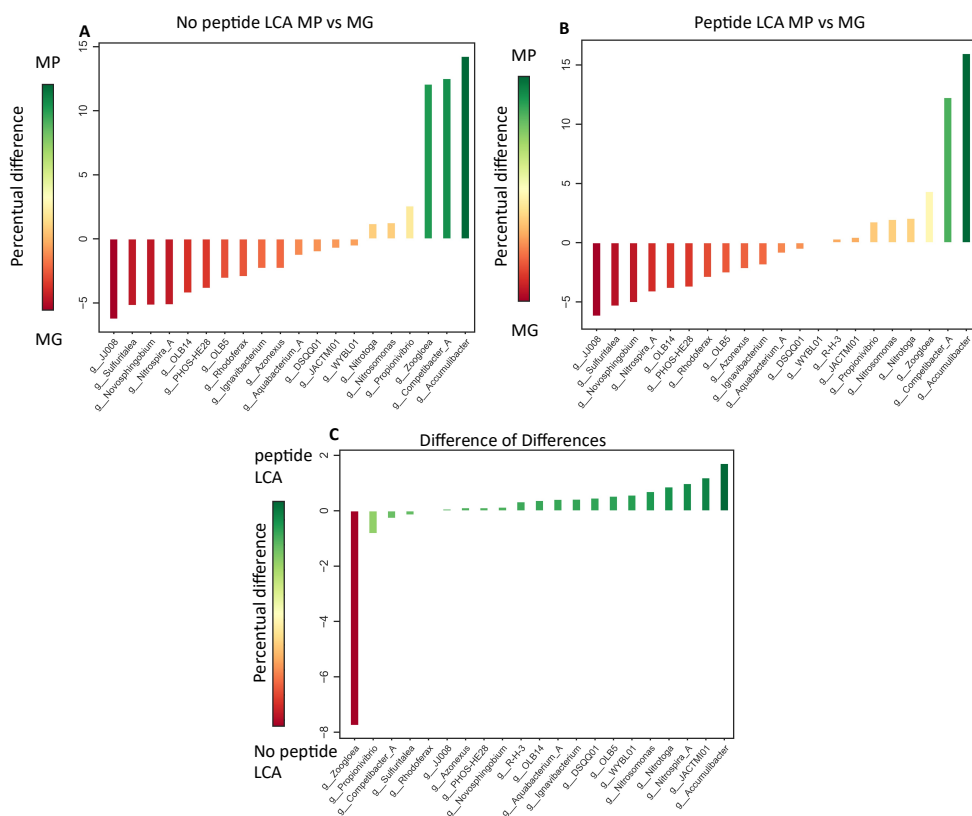 No peptide LCA MP vs MG
A
MP
Percentual difference
MG
15
10
5
0
−5
g__JJ008
g__Sulfuritalea
g__Novosphingobium
g__Nitrospira_A
g__OLB14
g__PHOS-HE28
g__OLB5
g__Rhodoferax
g__Ignavibacterium
g__Azonexus
g__Aquabacterium_A
g__DSQQ01
g__JACTMI01
g__WYBL01
g__Nitrotoga
g__Nitrosomonas
g__Propionivibrio
g__Zoogloea
g__Competibacter_A
g__Accumulibacter
Peptide LCA MP vs MG
B
MP
Percentual difference
MG
15
10
5
0
−5
g__JJ008
g__Sulfuritalea
g__Novosphingobium
g__Nitrospira_A
g__OLB14
g__PHOS-HE28
g__Rhodoferax
g__OLB5
g__Azonexus
g__Ignavibacterium
g__Aquabacterium_A
g__DSQQ01
g__WYBL01
g__R-H-3
g__JACTMI01
g__Propionivibrio
g__Nitrosomonas
g__Nitrotoga
g__Zoogloea
g__Competibacter_A
g__Accumulibacter
C
Difference of Differences
peptide
LCA
Percentual difference
No peptide
LCA
2
0
−2
−4
−6
−8
g__Zoogloea
g__Propionivibrio
g__Competibacter_A
g__Sulfuritalea
g__Rhodoferax
g__JJ008
g__Azonexus
g__PHOS-HE28
g__Novosphingobium
g__R-H-3
g__OLB14
g__Aquabacterium_A
g__Ignavibacterium
g__DSQQ01
g__OLB5
g__WYBL01
g__Nitrosomonas
g__Nitrotoga
g__Nitrospira_A
g__JACTMI01
g__Accumulibacter